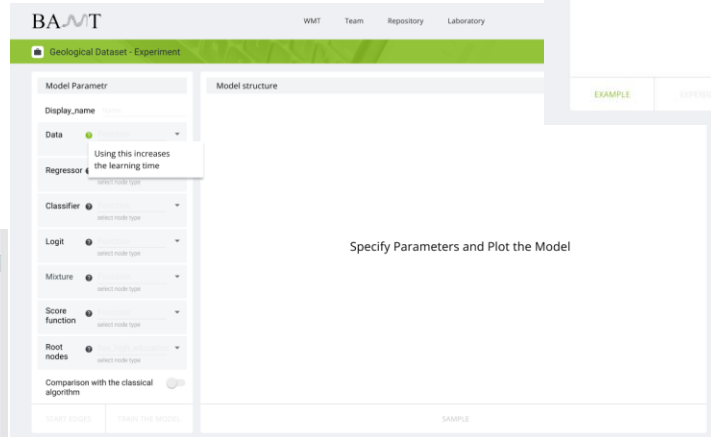 BAMT
WMT Team Repository Laboratory
Geological Dataset - Experiment
Model Parametr
Model structure
EXAMPLE
Display_name
Data
Using this increases
the learning time
Regressor
select node type
Classifier
select node type
Logit
select node type
Mixture
select node type
Score
function
select node type
Root
nodes
select node type
Comparison with the classical
algorithm
START EDGES TRAIN THE MODEL
Specify Parameters and Plot the Model
SAMPLE